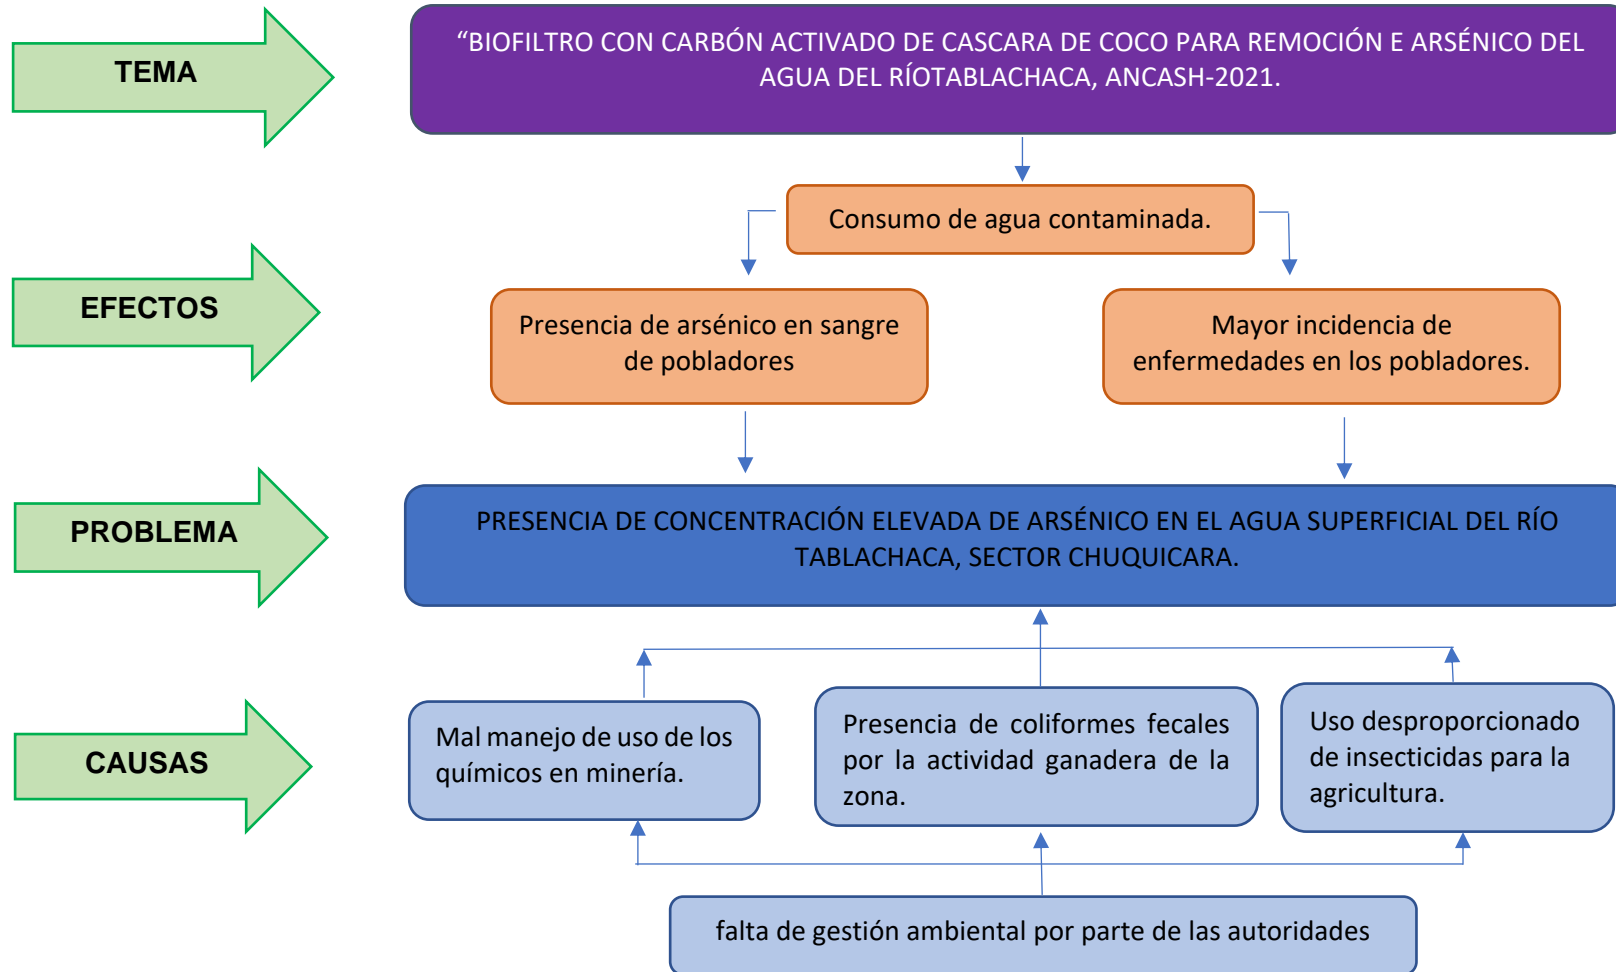 TEMA
“BIOFILTRO CON CARBÓN ACTIVADO DE CASCARA DE COCO PARA REMOCIÓN E ARSÉNICO DEL
AGUA DEL RÍOTABLACHACA, ANCASH-2021.
Consumo de agua contaminada.
EFECTOS
Presencia de arsénico en sangre
de pobladores
Mayor incidencia de
enfermedades en los pobladores.
PROBLEMA
PRESENCIA DE CONCENTRACIÓN ELEVADA DE ARSÉNICO EN EL AGUA SUPERFICIAL DEL RÍO
TABLACHACA, SECTOR CHUQUICARA.
CAUSAS
Mal manejo de uso de los
químicos en minería.
Presencia de coliformes fecales
por la actividad ganadera de la
zona.
Uso desproporcionado
de insecticidas para la
agricultura.
falta de gestión ambiental por parte de las autoridades